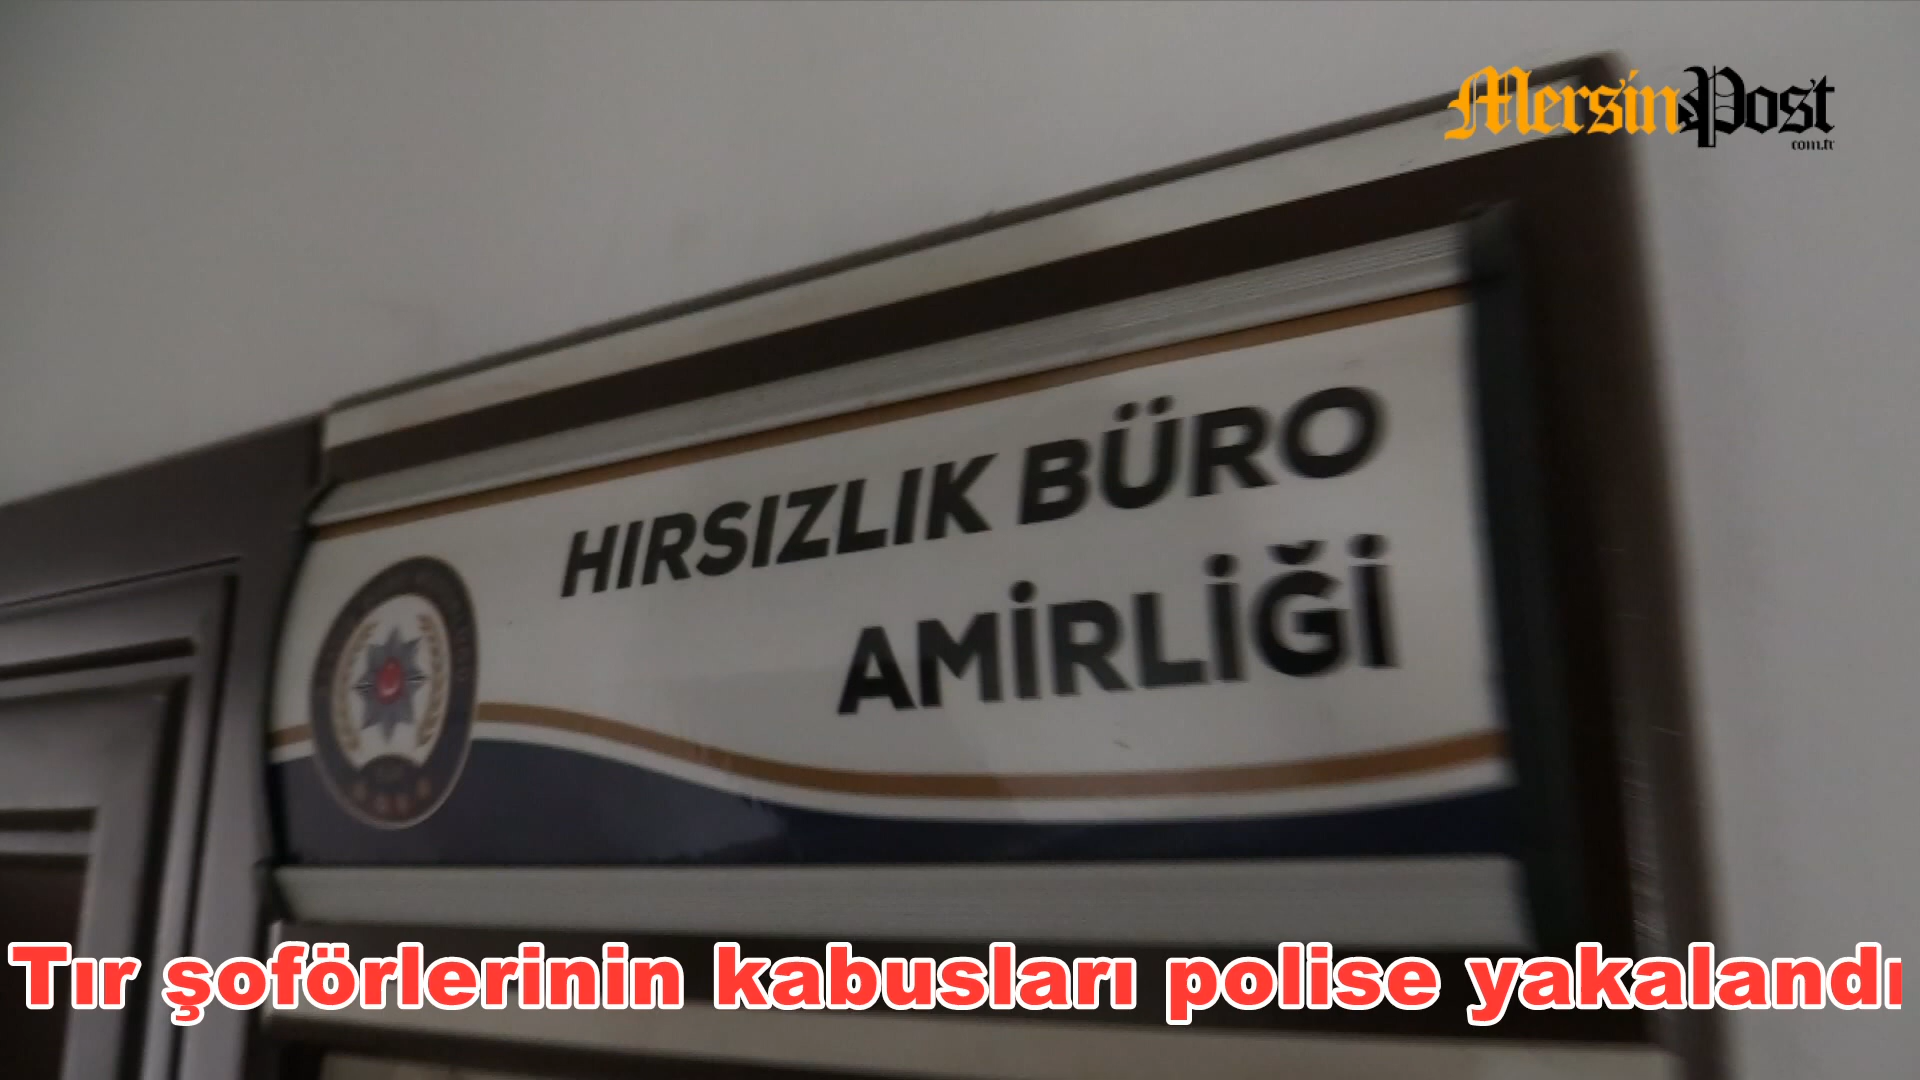 MersinPost
com.tr
HIRSIZLIK BÜRO
AMİRLİĞİ
Tır şoförlerinin kabusları polise yakalandı